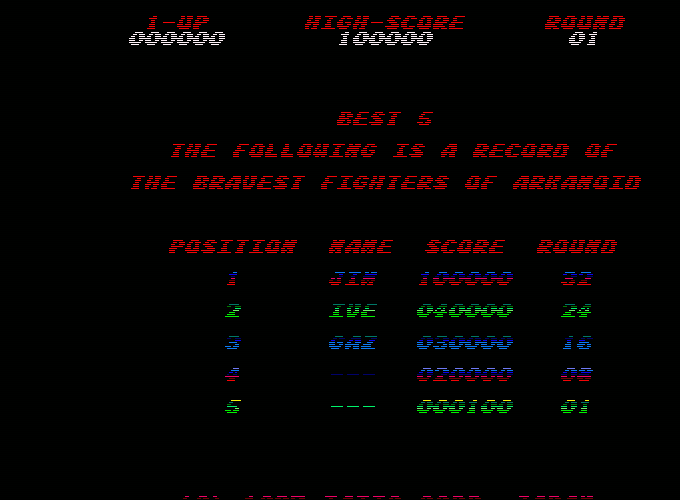 1-UP HIGH-SCORE ROUND
000000 100000 01
BEST 5
THE FOLLOWING IS A RECORD OF
THE BRAVEST FIGHTERS OF ARKANOID
POSITION NAME SCORE ROUND
1 JIM 100000 32
2 IVE 040000 24
3 GAZ 030000 16
4 --- 020000 08
5 --- 000100 01